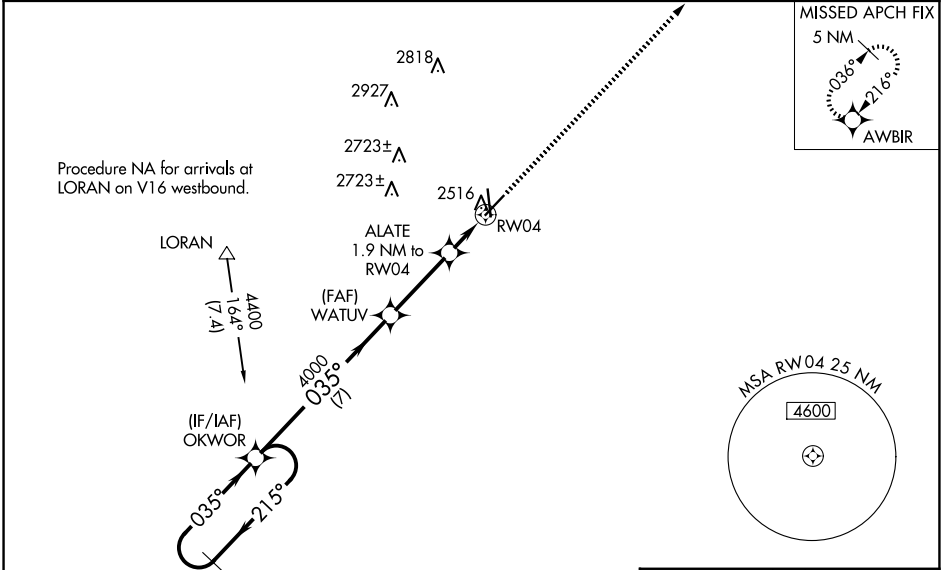 MISSED APCH FIX
5 NM
036°
216°
AWBIR
2818
2927
2723±
2723±
2516
RW04
Procedure NA for arrivals at
LORAN on V16 westbound.
LORAN
4400
164°
(7.4)
ALATE
1.9 NM to
RW04
(FAF)
WATUV
4000
035°
(7)
(IF/IAF)
OKWOR
035°
215°
MSA RW04 25 NM
4600